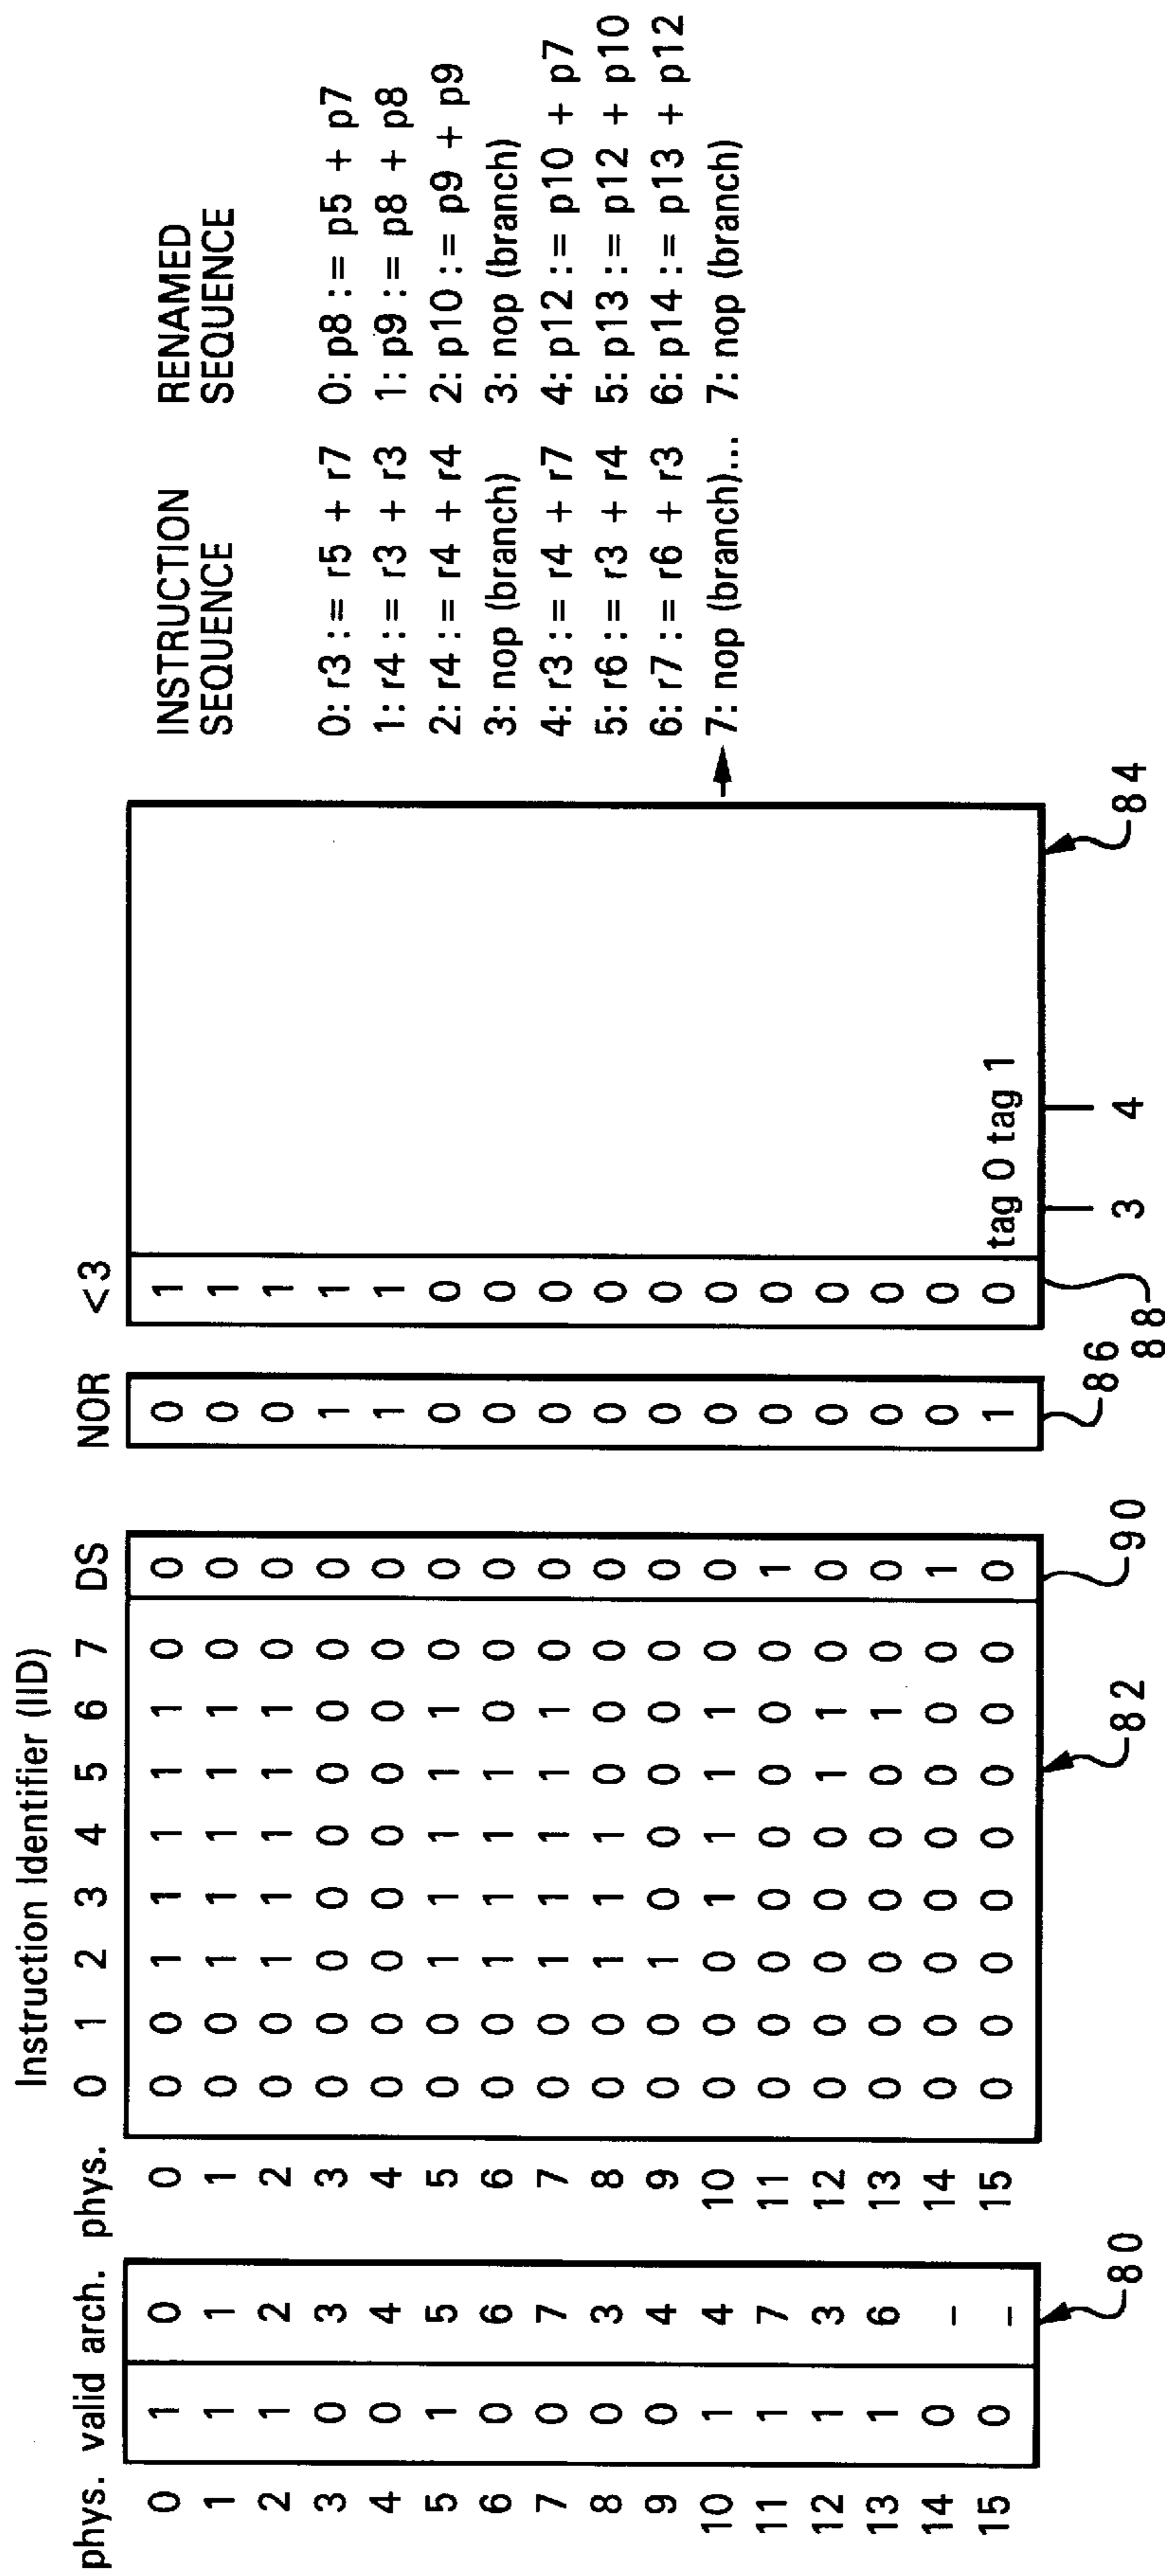 Instruction Identifier (IID)
phys. valid arch. phys. 0 1 2 3 4 5 6 7 DS NOR <3
0 1 0 0 0 0 1 1 1 1 1 0 0 0 1
1 1 1 1 0 0 1 1 1 1 1 0 0 0 1
2 1 2 2 0 0 1 1 1 1 1 0 0 0 1
3 0 3 3 0 0 0 0 0 0 0 0 0 1 1
4 0 4 4 0 0 0 0 0 0 0 0 0 1 1
5 1 5 5 0 0 1 1 1 1 1 0 0 0 0
6 0 6 6 0 0 1 1 1 1 0 0 0 0 0
7 0 7 7 0 0 1 1 1 1 1 0 0 0 0
8 0 3 8 0 0 1 1 1 0 0 0 0 0 0
9 0 4 9 0 0 1 0 0 0 0 0 0 0 0
10 1 4 10 0 0 0 1 1 1 1 0 0 0 0
11 1 7 11 0 0 0 0 0 0 0 0 1 0 0
12 1 3 12 0 0 0 0 0 1 1 0 0 0 0
13 1 6 13 0 0 0 0 0 0 1 0 0 0 0
14 0 – 14 0 0 0 0 0 0 0 0 1 0 0
15 0 – 15 0 0 0 0 0 0 0 0 0 1 0 tag 0 tag 1
3 4
80 82 90 86 88 84
INSTRUCTION SEQUENCE
0: r3 := r5 + r7
1: r4 := r3 + r3
2: r4 := r4 + r4
3: nop (branch)
4: r3 := r4 + r7
5: r6 := r3 + r4
6: r7 := r6 + r3
7: nop (branch)...
RENAMED SEQUENCE
0: p8 := p5 + p7
1: p9 := p8 + p8
2: p10 := p9 + p9
3: nop (branch)
4: p12 := p10 + p7
5: p13 := p12 + p10
6: p14 := p13 + p12
7: nop (branch)